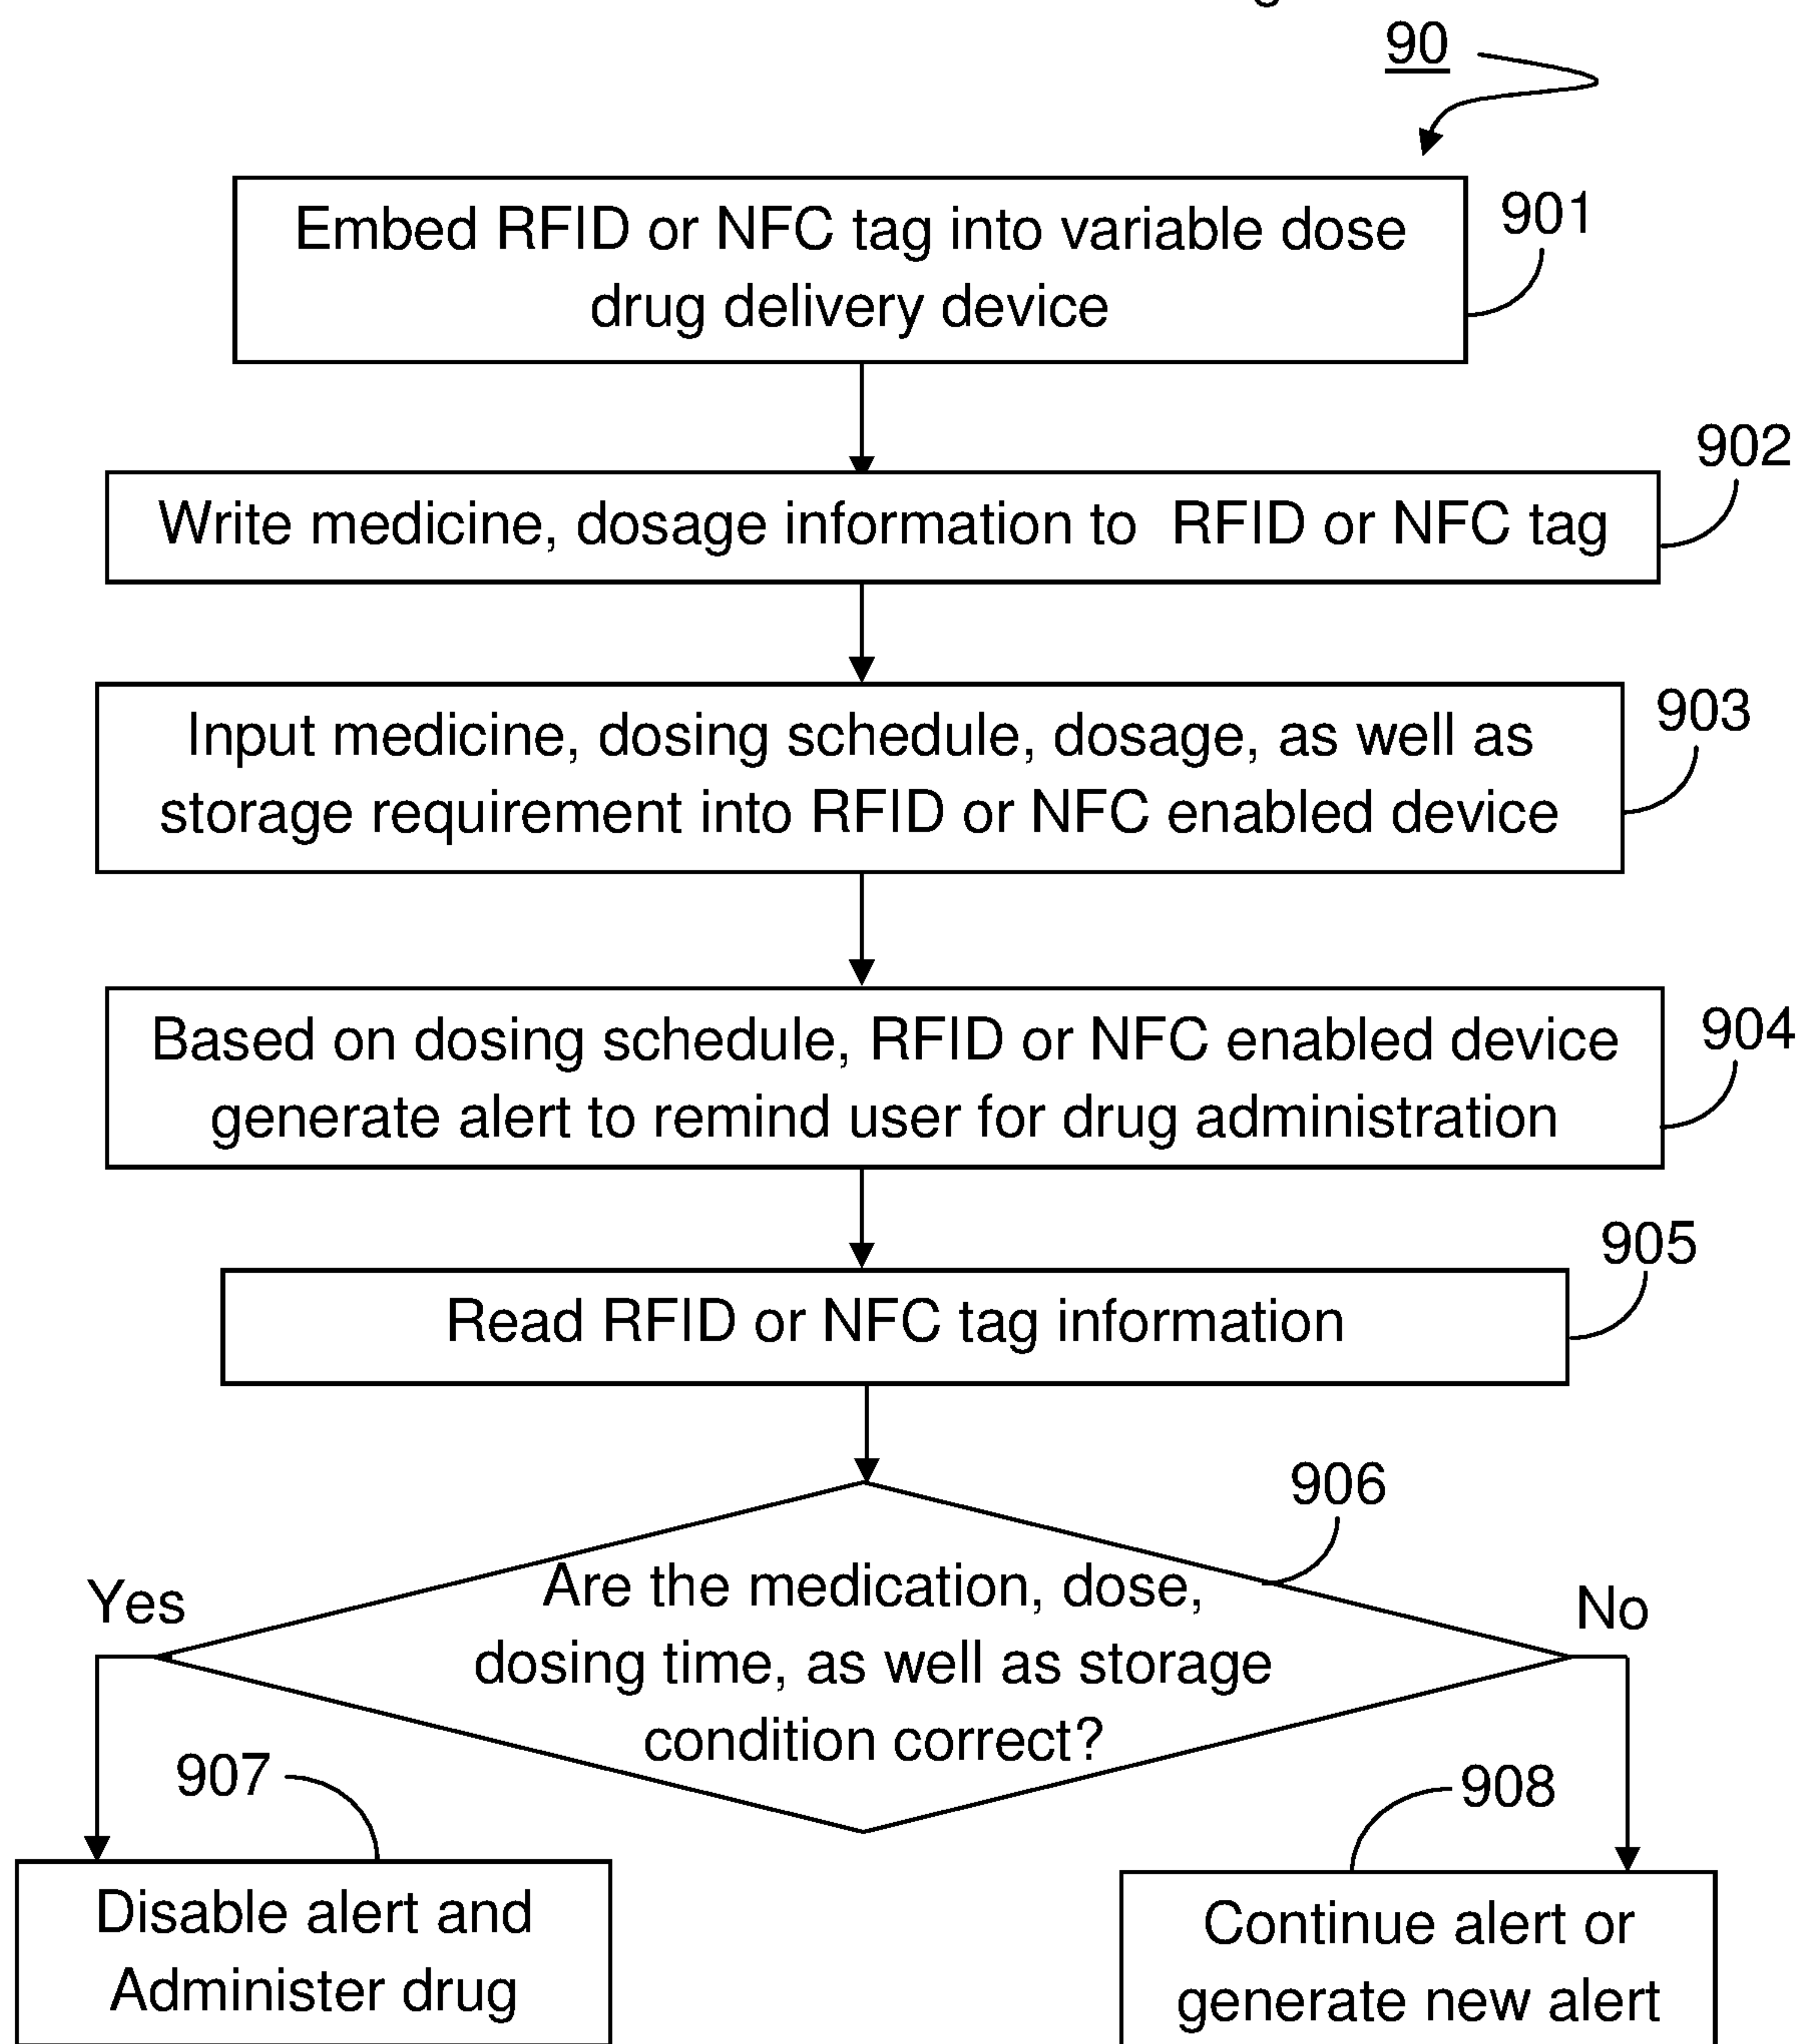 90
Embed RFID or NFC tag into variable dose
drug delivery device
901
Write medicine, dosage information to RFID or NFC tag
902
Input medicine, dosing schedule, dosage, as well as
storage requirement into RFID or NFC enabled device
903
Based on dosing schedule, RFID or NFC enabled device
generate alert to remind user for drug administration
904
Read RFID or NFC tag information
905
906
Are the medication, dose,
dosing time, as well as storage
condition correct?
Yes
No
907
908
Disable alert and
Administer drug
Continue alert or
generate new alert